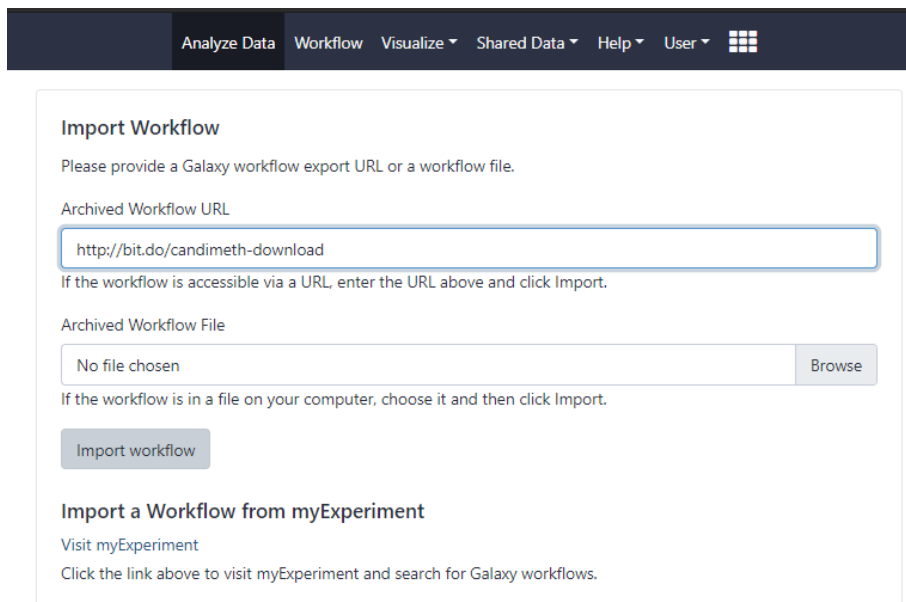 Analyze Data Workflow Visualize Shared Data Help User
Import Workflow
Please provide a Galaxy workflow export URL or a workflow file.
Archived Workflow URL
http://bit.do/candimeth-download
If the workflow is accessible via a URL, enter the URL above and click Import.
Archived Workflow File
No file chosen Browse
If the workflow is in a file on your computer, choose it and then click Import.
Import workflow
Import a Workflow from myExperiment
Visit myExperiment
Click the link above to visit myExperiment and search for Galaxy workflows.